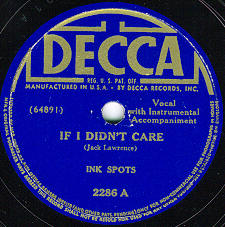 DECCA
REG. U.S. PAT. OFF.
MANUFACTURED IN U.S.A. • BY DECCA RECORDS, INC.
(64891)
Vocal
with Instrumental
Accompaniment
IF I DIDN'T CARE
(Jack Lawrence)
INK SPOTS
2286 A